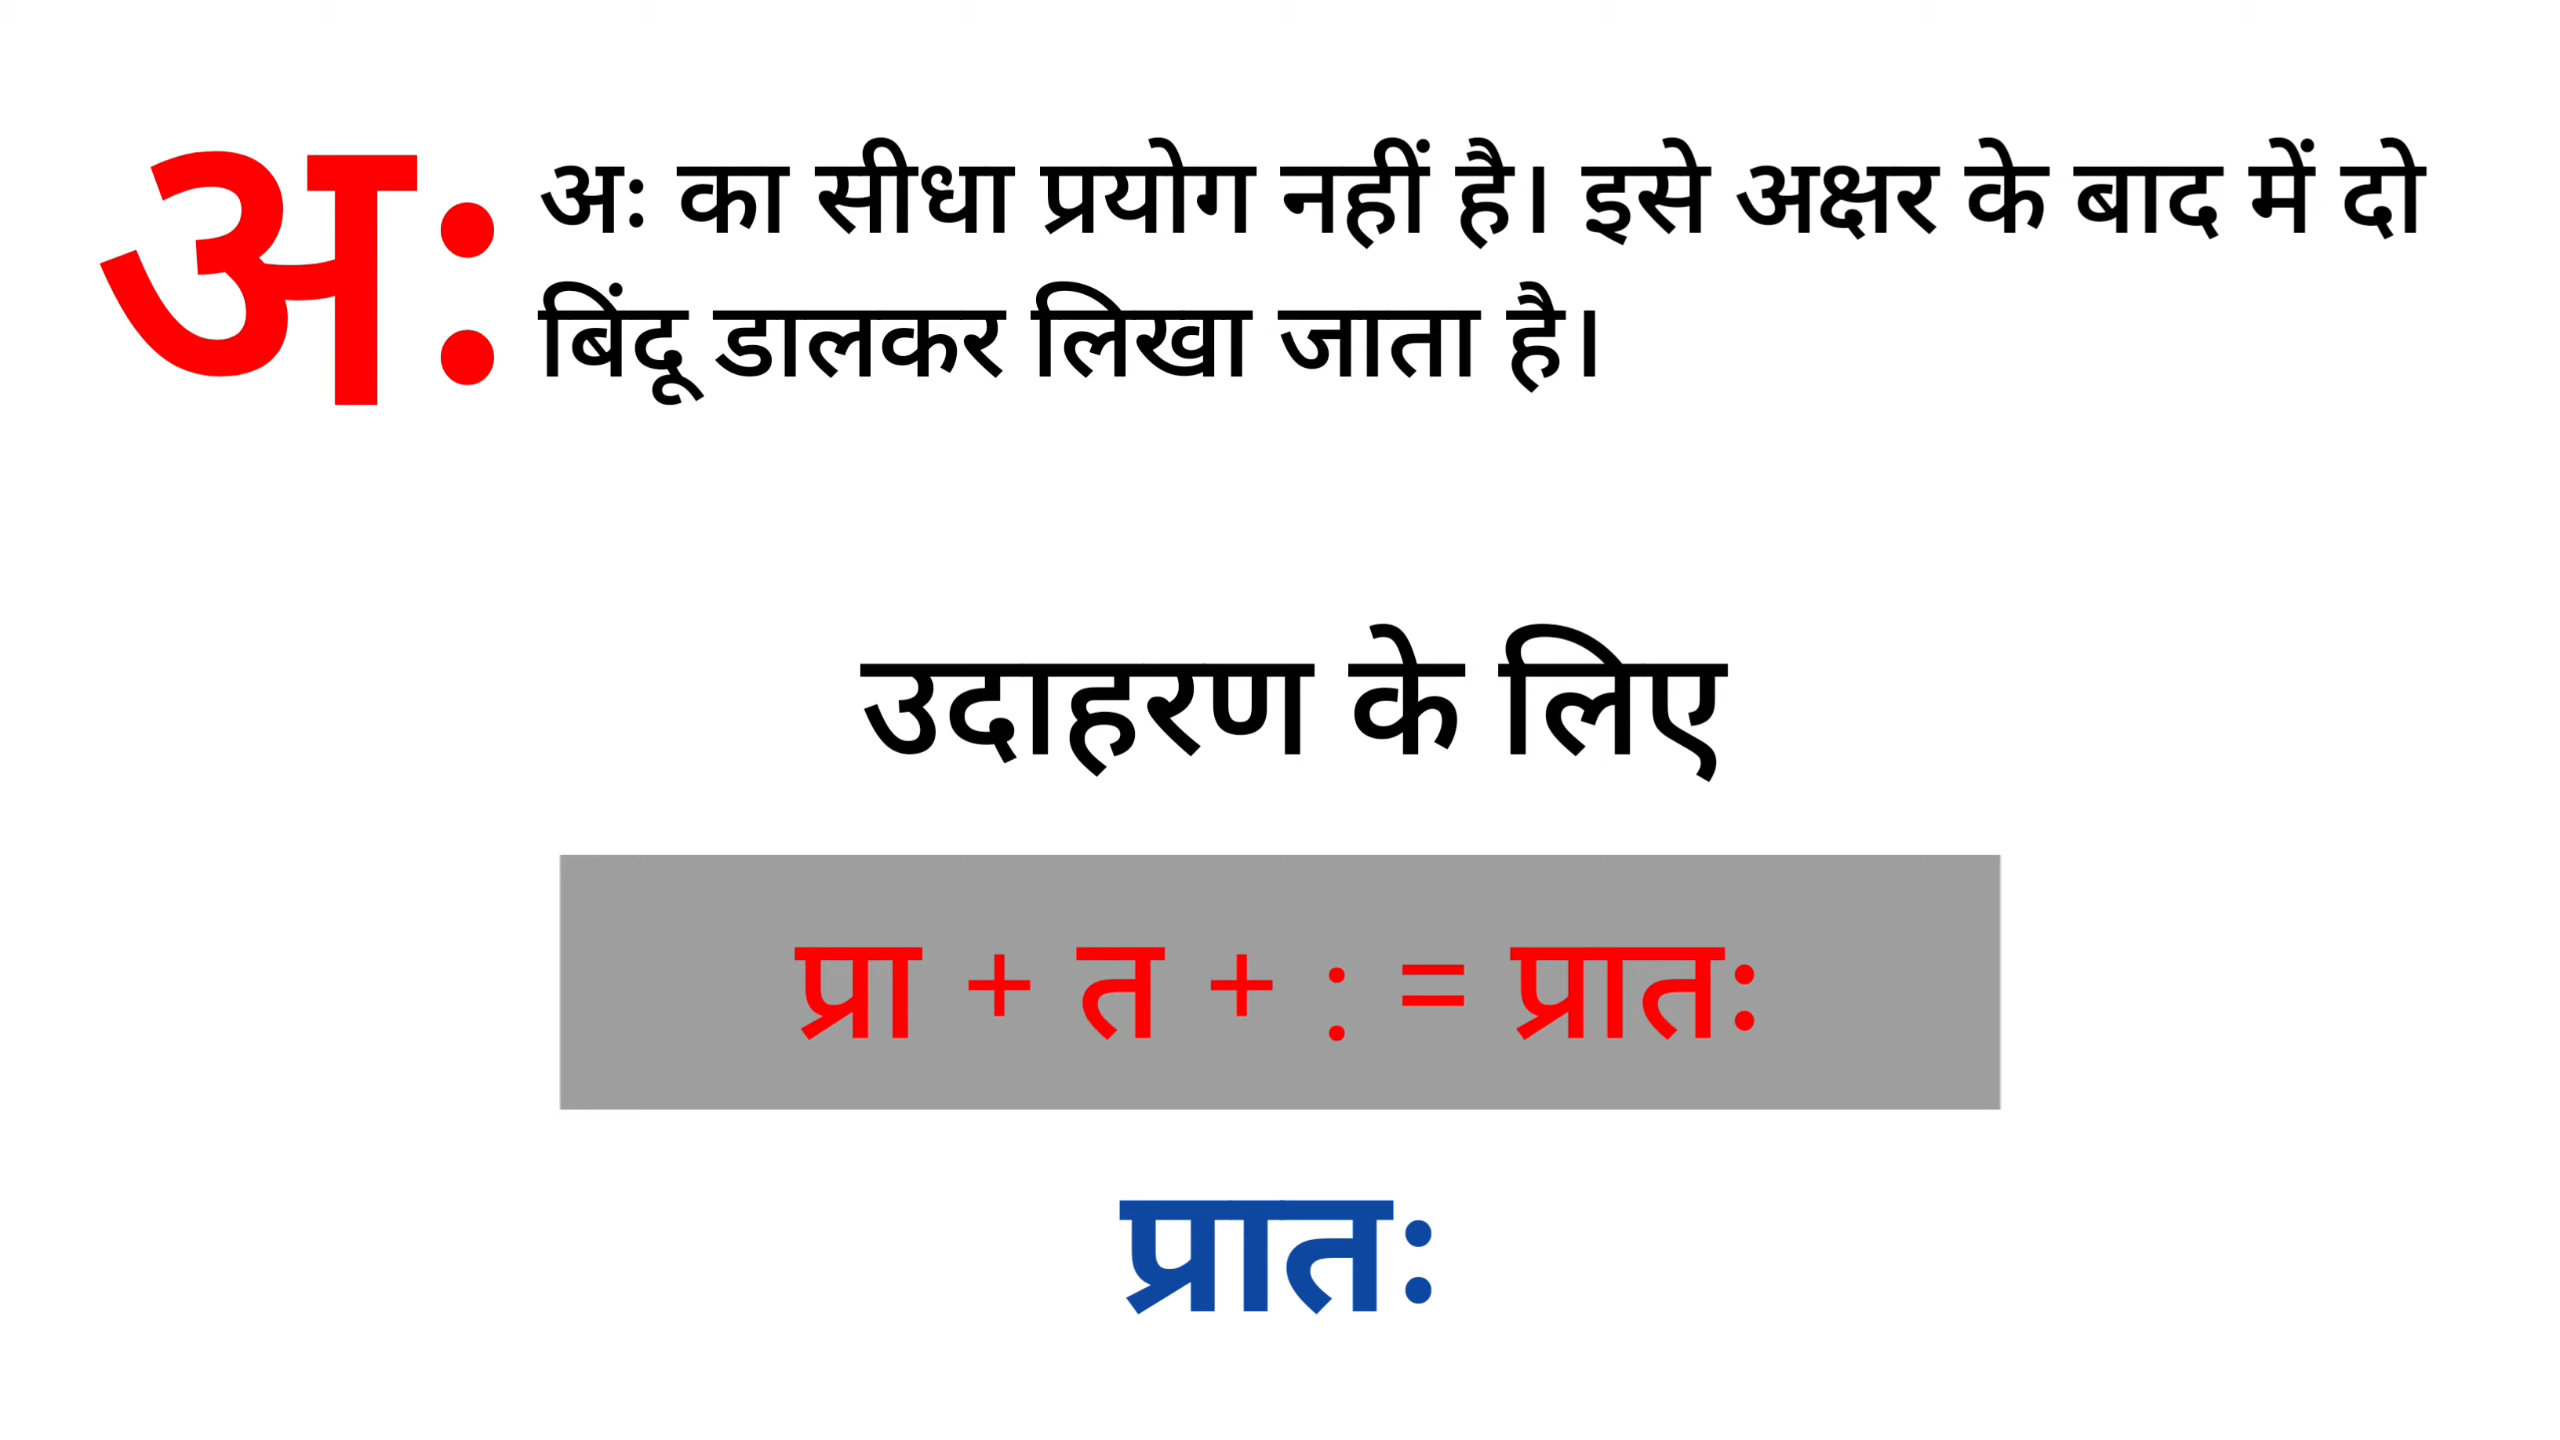 अः
अः का सीधा प्रयोग नहीं है। इसे अक्षर के बाद में दो
बिंदू डालकर लिखा जाता है।
उदाहरण के लिए
प्रा + त + : = प्रातः
प्रातः